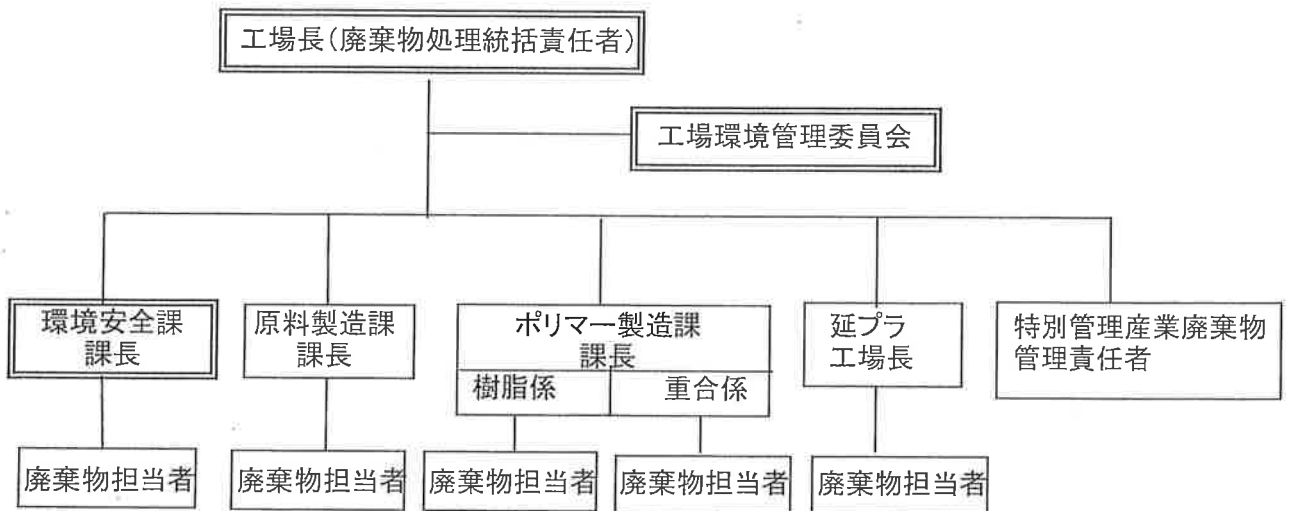 工場長(廃棄物処理統括責任者)
工場環境管理委員会
環境安全課
課長
原料製造課
課長
ポリマー製造課
課長
樹脂係
重合係
延プラ
工場長
特別管理産業廃棄物
管理責任者
廃棄物担当者
廃棄物担当者
廃棄物担当者
廃棄物担当者
廃棄物担当者